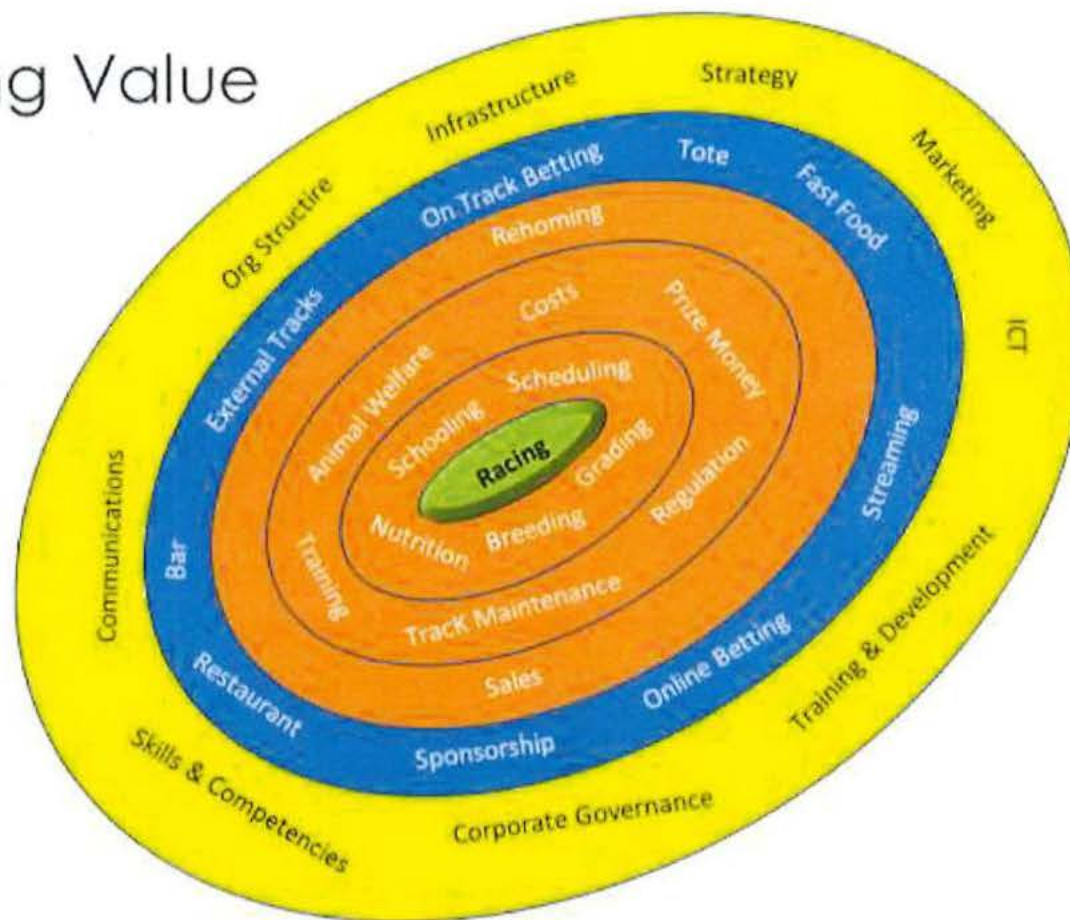 ng Value
Infrastructure
Strategy
Marketing
ICT
Training & Development
Corporate Governance
Skills & Competencies
Communications
Org Structire
On Track Betting
Tote
Fast Food
Streaming
Online Betting
Sponsorship
Restaurant
Bar
External Tracks
Rehoming
Sales
Costs
Prize Money
Regulation
TracK Maintenance
Training
Animal Welfare
Scheduling
Grading
Breeding
Nutrition
Schooling
Racing